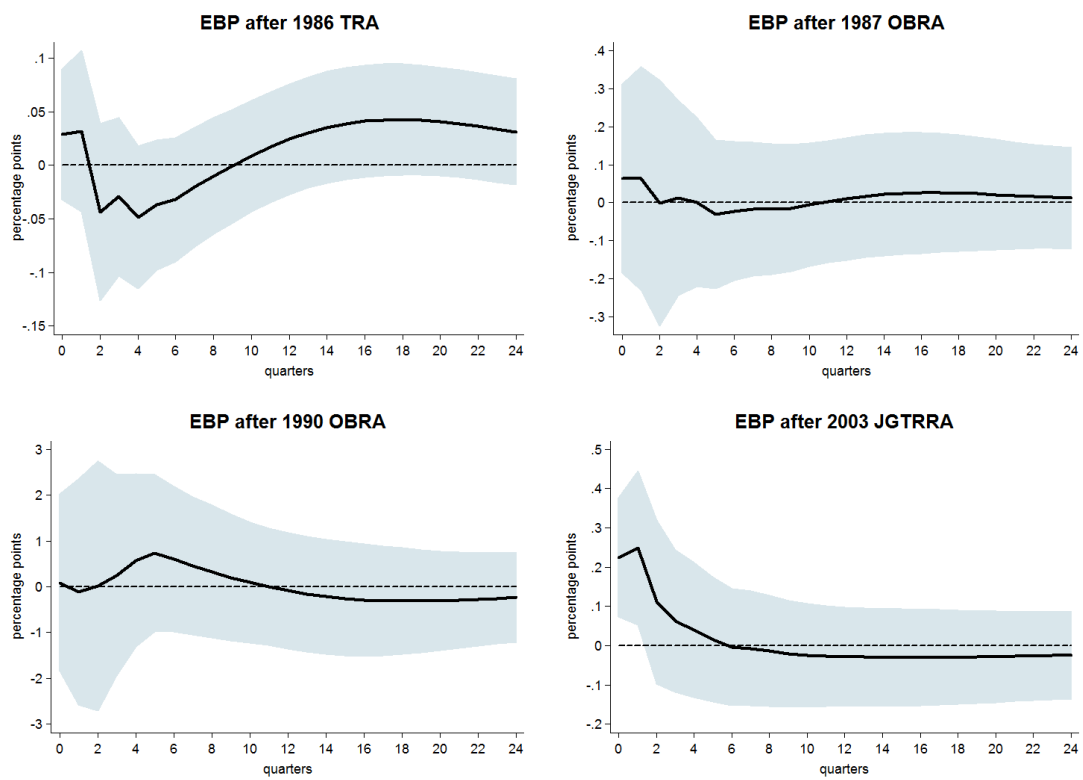 EBP after 1986 TRA
percentage points
.1
.05
0
-.05
-.1
-.15
0 2 4 6 8 10 12 14 16 18 20 22 24
quarters
EBP after 1987 OBRA
percentage points
.4
.3
.2
.1
0
-.1
-.2
-.3
0 2 4 6 8 10 12 14 16 18 20 22 24
quarters
EBP after 1990 OBRA
percentage points
3
2
1
0
-1
-2
-3
0 2 4 6 8 10 12 14 16 18 20 22 24
quarters
EBP after 2003 JGTRRA
percentage points
.5
.4
.3
.2
.1
0
-.1
-.2
0 2 4 6 8 10 12 14 16 18 20 22 24
quarters